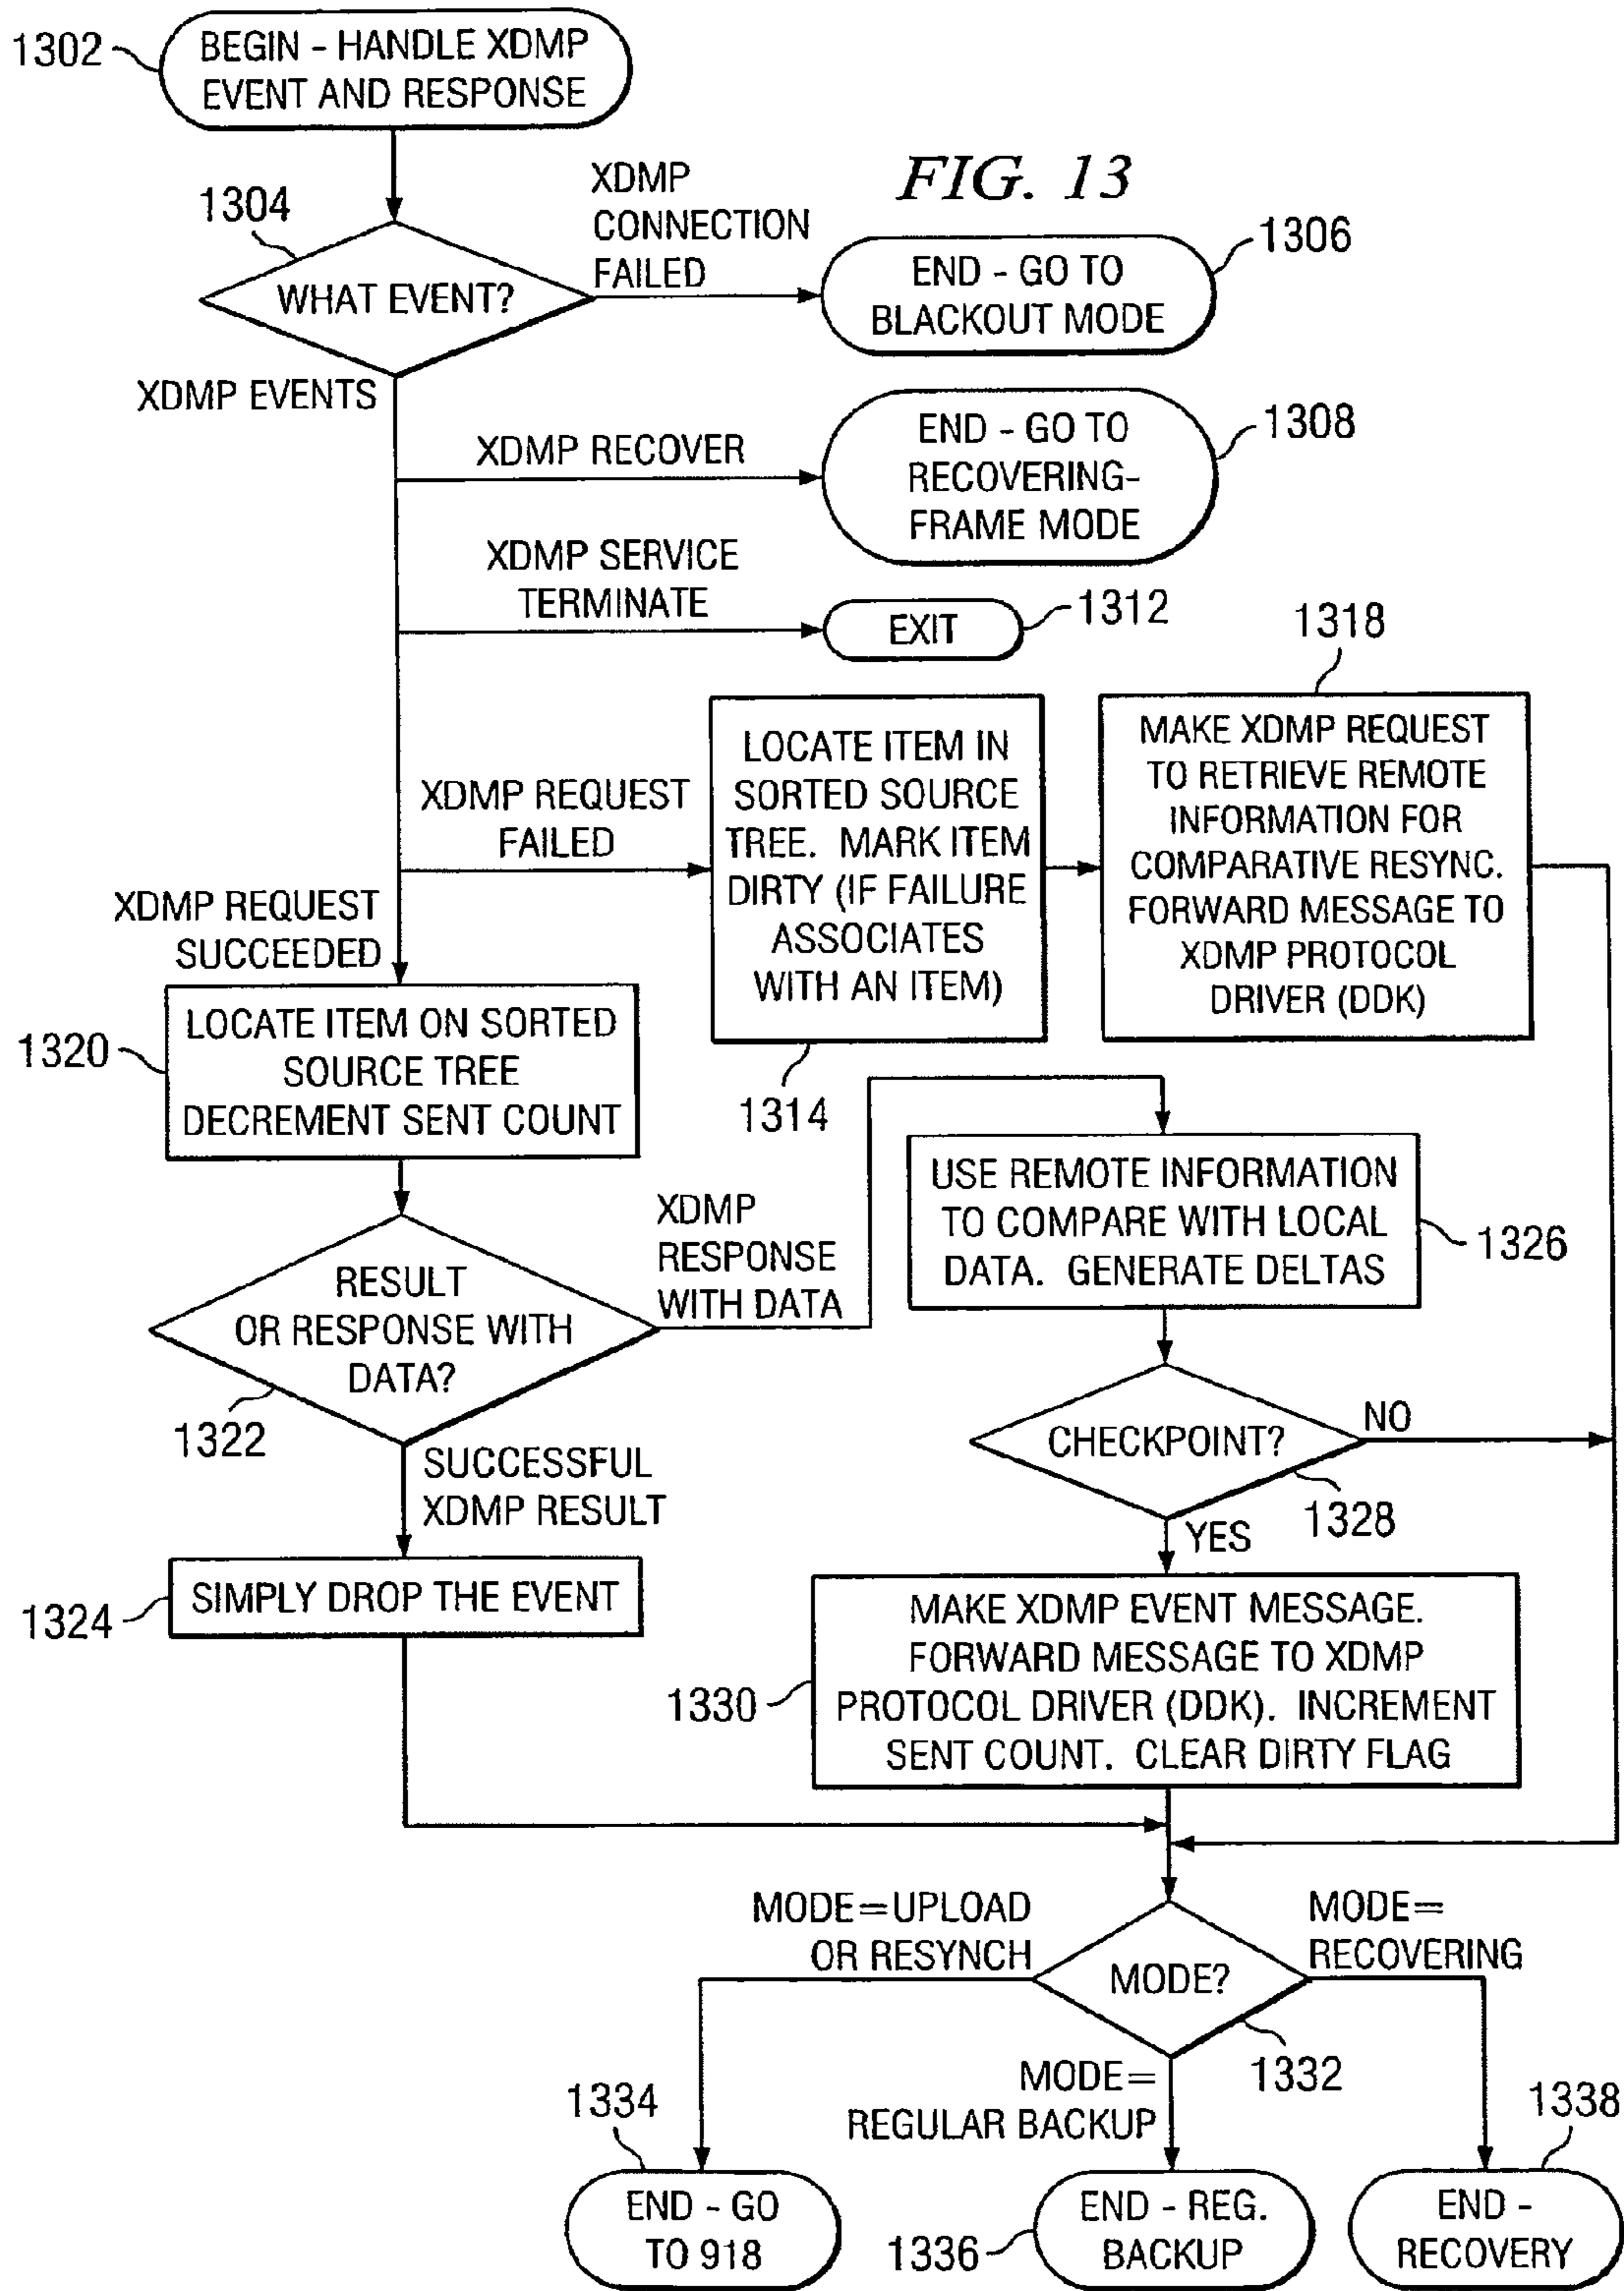 1302
BEGIN - HANDLE XDMP
EVENT AND RESPONSE
FIG. 13
1304
WHAT EVENT?
XDMP
CONNECTION
FAILED
1306
END - GO TO
BLACKOUT MODE
XDMP EVENTS
XDMP RECOVER
1308
END - GO TO
RECOVERING-
FRAME MODE
XDMP SERVICE
TERMINATE
EXIT
1312
XDMP REQUEST
FAILED
LOCATE ITEM IN
SORTED SOURCE
TREE. MARK ITEM
DIRTY (IF FAILURE
ASSOCIATES
WITH AN ITEM)
1314
1318
MAKE XDMP REQUEST
TO RETRIEVE REMOTE
INFORMATION FOR
COMPARATIVE RESYNC.
FORWARD MESSAGE TO
XDMP PROTOCOL
DRIVER (DDK)
XDMP REQUEST
SUCCEEDED
1320
LOCATE ITEM ON SORTED
SOURCE TREE
DECREMENT SENT COUNT
RESULT
OR RESPONSE WITH
DATA?
1322
XDMP
RESPONSE
WITH DATA
USE REMOTE INFORMATION
TO COMPARE WITH LOCAL
DATA. GENERATE DELTAS
1326
CHECKPOINT?
NO
1328
YES
SUCCESSFUL
XDMP RESULT
1324
SIMPLY DROP THE EVENT
1330
MAKE XDMP EVENT MESSAGE.
FORWARD MESSAGE TO XDMP
PROTOCOL DRIVER (DDK). INCREMENT
SENT COUNT. CLEAR DIRTY FLAG
MODE=UPLOAD
OR RESYNCH
MODE?
MODE=
RECOVERING
1332
MODE=
REGULAR BACKUP
1334
END - GO
TO 918
1336
END - REG.
BACKUP
1338
END -
RECOVERY